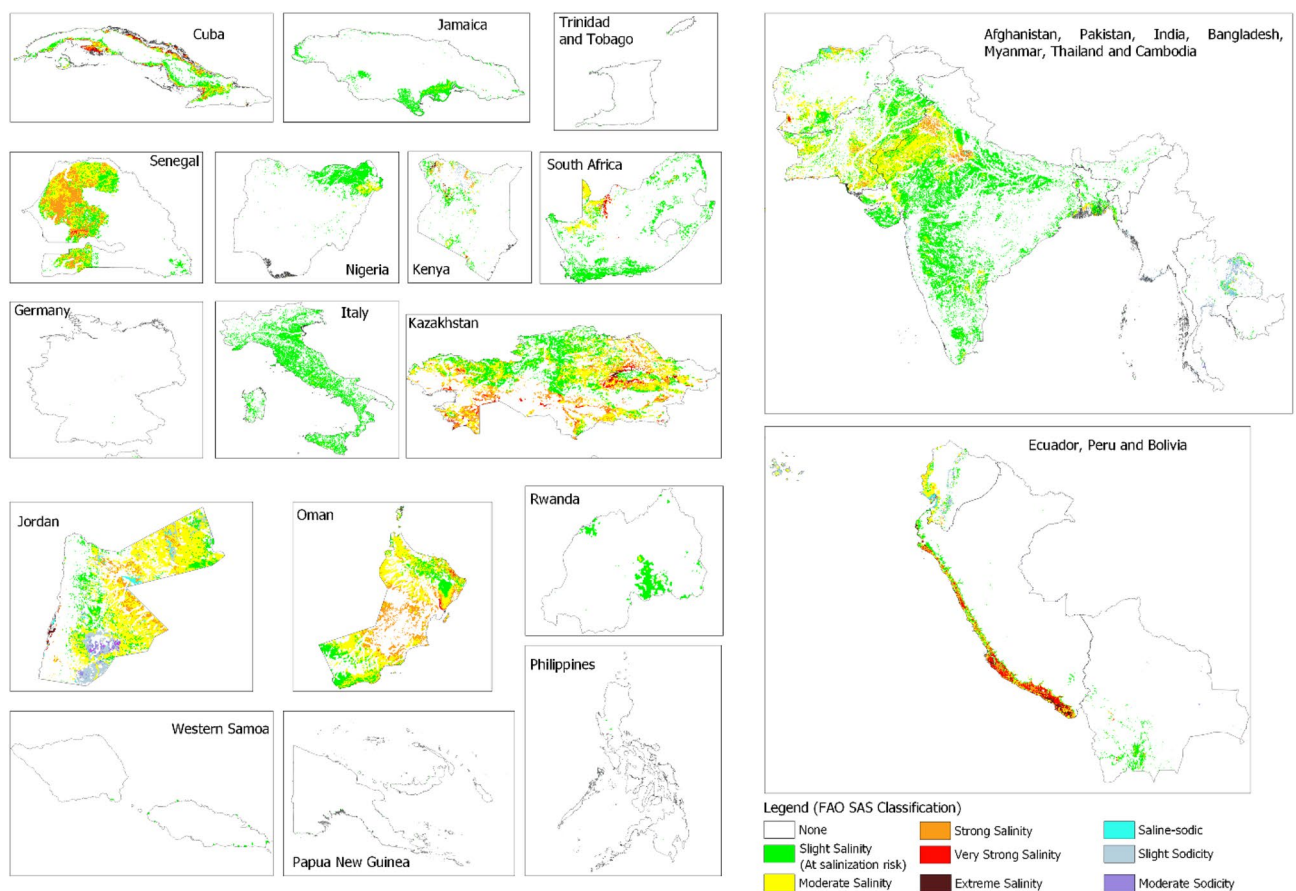 Cuba
Jamaica
Trinidad
and Tobago
Afghanistan, Pakistan, India, Bangladesh,
Myanmar, Thailand and Cambodia
Senegal
Nigeria
Kenya
South Africa
Germany
Italy
Kazakhstan
Ecuador, Peru and Bolivia
Jordan
Oman
Rwanda
Philippines
Western Samoa
Papua New Guinea
Legend (FAO SAS Classification)
None
Slight Salinity
(At salinization risk)
Moderate Salinity
Strong Salinity
Very Strong Salinity
Extreme Salinity
Saline-sodic
Slight Sodicity
Moderate Sodicity